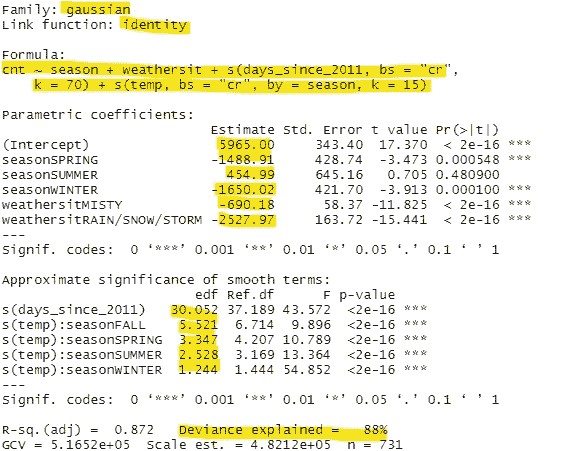 Family: gaussian
Link function: identity
Formula:
cnt ~ season + weathersit + s(days_since_2011, bs = "cr",
k = 70) + s(temp, bs = "cr", by = season, k = 15)
Parametric coefficients:
Estimate Std. Error t value Pr(>|t|)
(Intercept) 5965.00 343.40 17.370 < 2e-16 ***
seasonSPRING -1488.91 428.74 -3.473 0.000548 ***
seasonSUMMER 454.99 645.16 0.705 0.480900
seasonWINTER -1650.02 421.70 -3.913 0.000100 ***
weathersitMISTY -690.18 58.37 -11.825 < 2e-16 ***
weathersitRAIN/SNOW/STORM -2527.97 163.72 -15.441 < 2e-16 ***
---
Signif. codes: 0 ‘***’ 0.001 ‘**’ 0.01 ‘*’ 0.05 ‘.’ 0.1 ‘ ’ 1
Approximate significance of smooth terms:
edf Ref.df F p-value
s(days_since_2011) 30.052 37.189 43.572 <2e-16 ***
s(temp):seasonFALL 5.521 6.714 9.896 <2e-16 ***
s(temp):seasonSPRING 3.347 4.207 10.789 <2e-16 ***
s(temp):seasonSUMMER 2.528 3.169 13.364 <2e-16 ***
s(temp):seasonWINTER 1.244 1.444 54.852 <2e-16 ***
---
Signif. codes: 0 ‘***’ 0.001 ‘**’ 0.01 ‘*’ 0.05 ‘.’ 0.1 ‘ ’ 1
R-sq.(adj) = 0.872 Deviance explained = 88%
GCV = 5.1652e+05 Scale est. = 4.8212e+05 n = 731